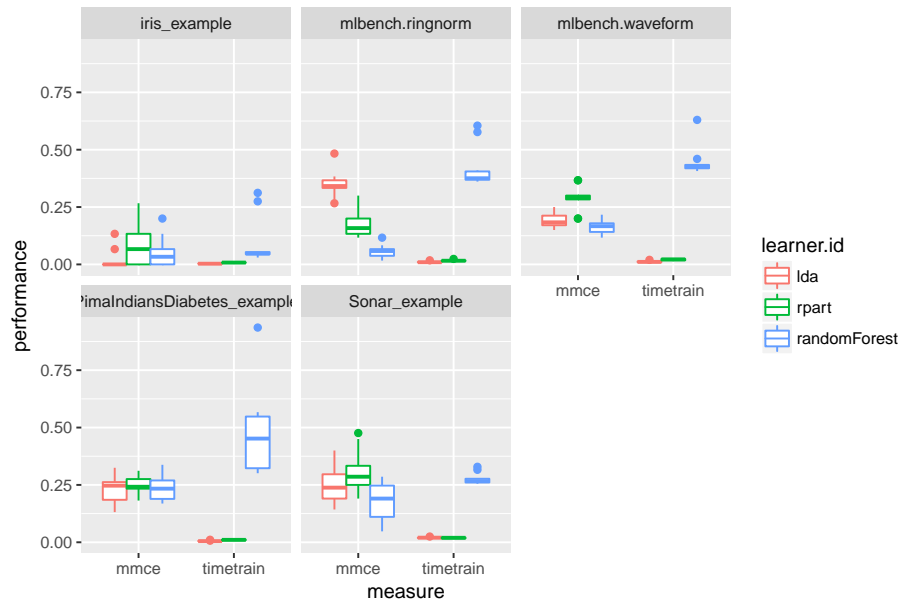 iris_example
mlbench.ringnorm
mlbench.waveform
performance
0.75
0.50
0.25
0.00
mmce
timetrain
PimaIndiansDiabetes_example
Sonar_example
0.75
0.50
0.25
0.00
mmce
timetrain
mmce
timetrain
measure
learner.id
lda
rpart
randomForest